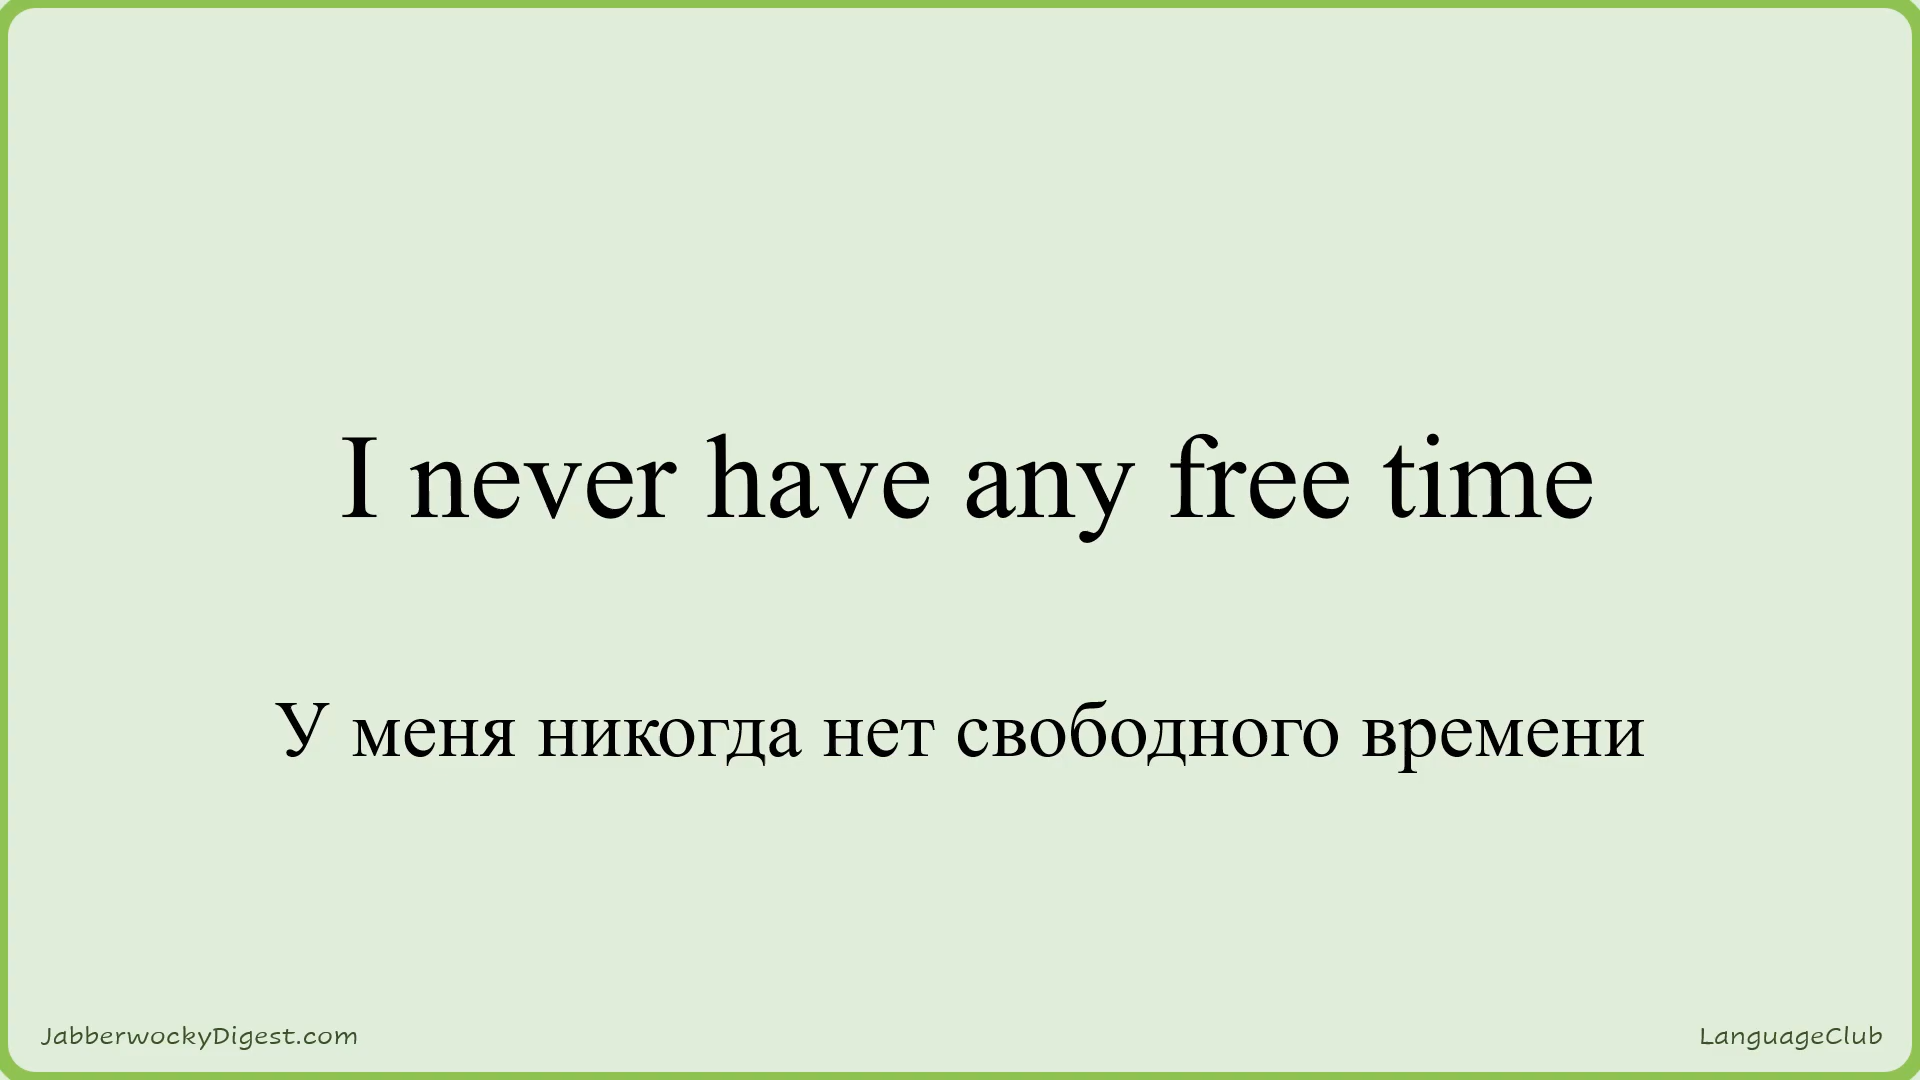 I never have any free time
У меня никогда нет свободного времени
JabberwockyDigest.com
LanguageClub